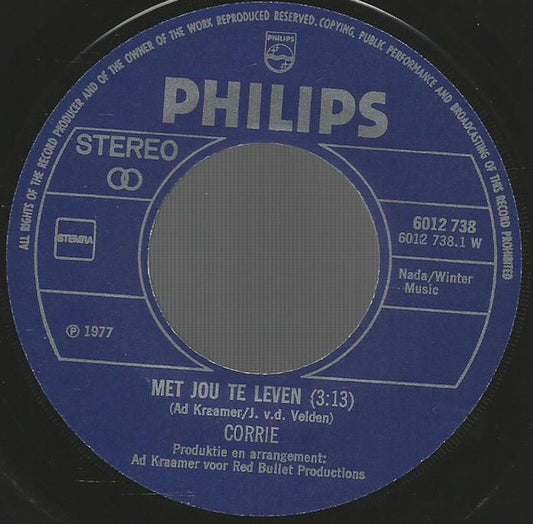 ALL RIGHTS OF THE RECORD PRODUCER AND OF THE OWNER OF THE WORK REPRODUCED RESERVED. COPYING, PUBLIC PERFORMANCE AND BROADCASTING OF THIS RECORD PROHIBITED
PHILIPS
PHILIPS
STEREO
6012 738
6012 738.1 W
STEMRA
Nada/Winter
Music
℗ 1977
MET JOU TE LEVEN (3:13)
(Ad Kraamer/J. v.d. Velden)
CORRIE
Produktie en arrangement:
Ad Kraamer voor Red Bullet Productions